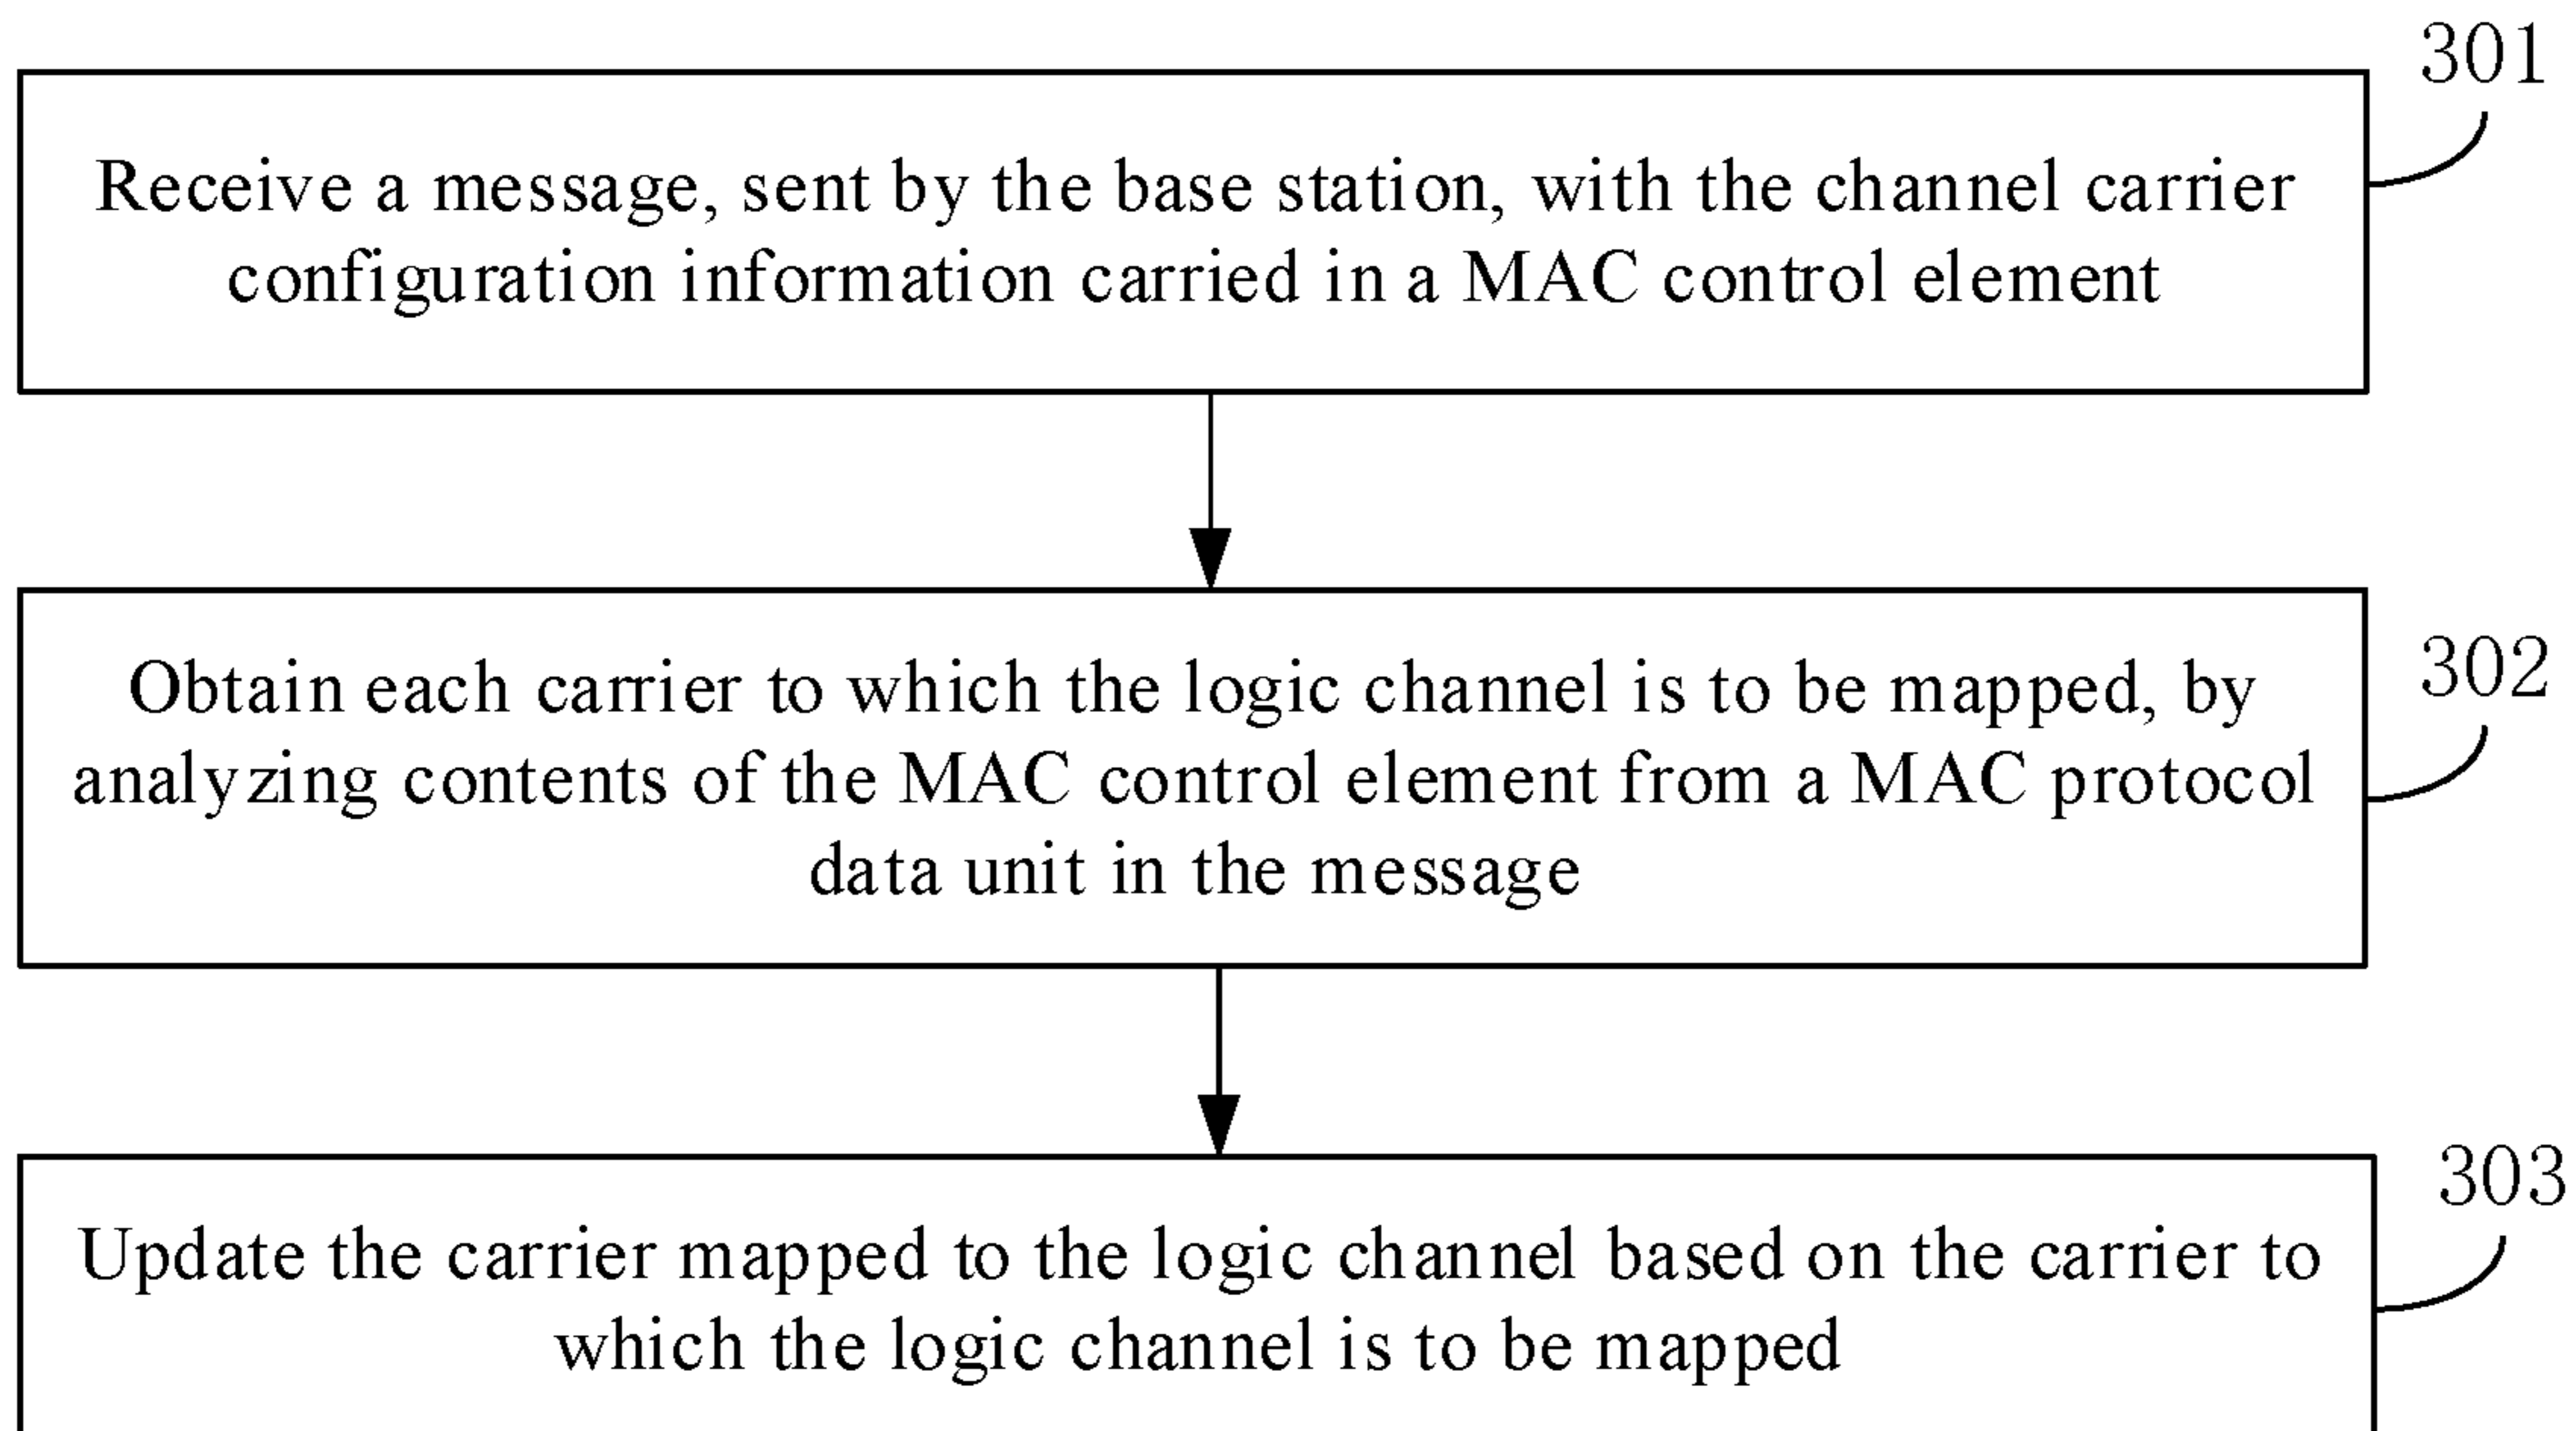 301
Receive a message, sent by the base station, with the channel carrier
configuration information carried in a MAC control element
302
Obtain each carrier to which the logic channel is to be mapped, by
analyzing contents of the MAC control element from a MAC protocol
data unit in the message
303
Update the carrier mapped to the logic channel based on the carrier to
which the logic channel is to be mapped